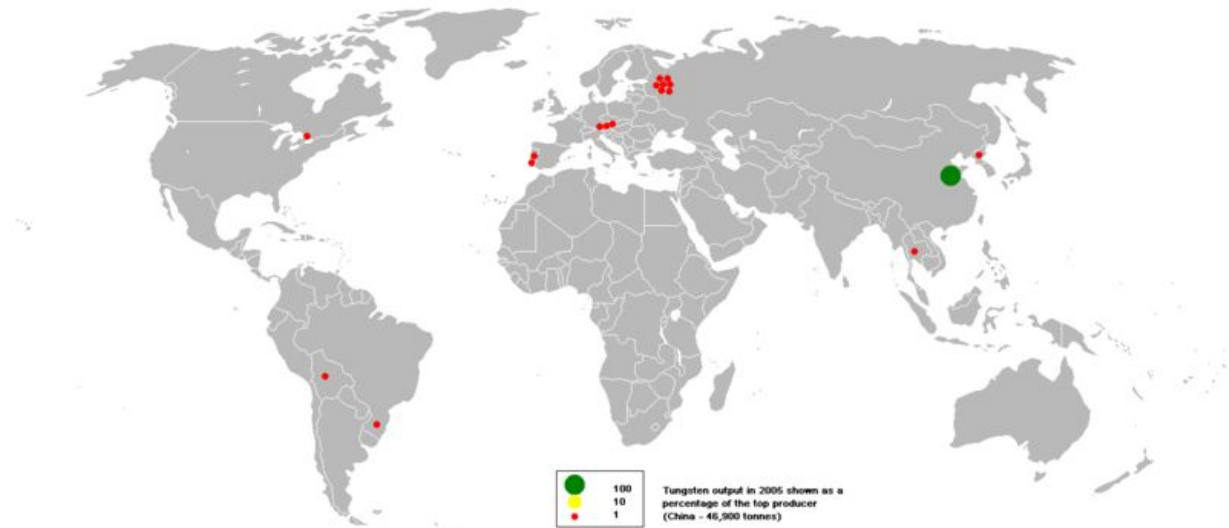 100
10
1
Tungsten output in 2005 shown as a
percentage of the top producer
(China - 46,900 tonnes)